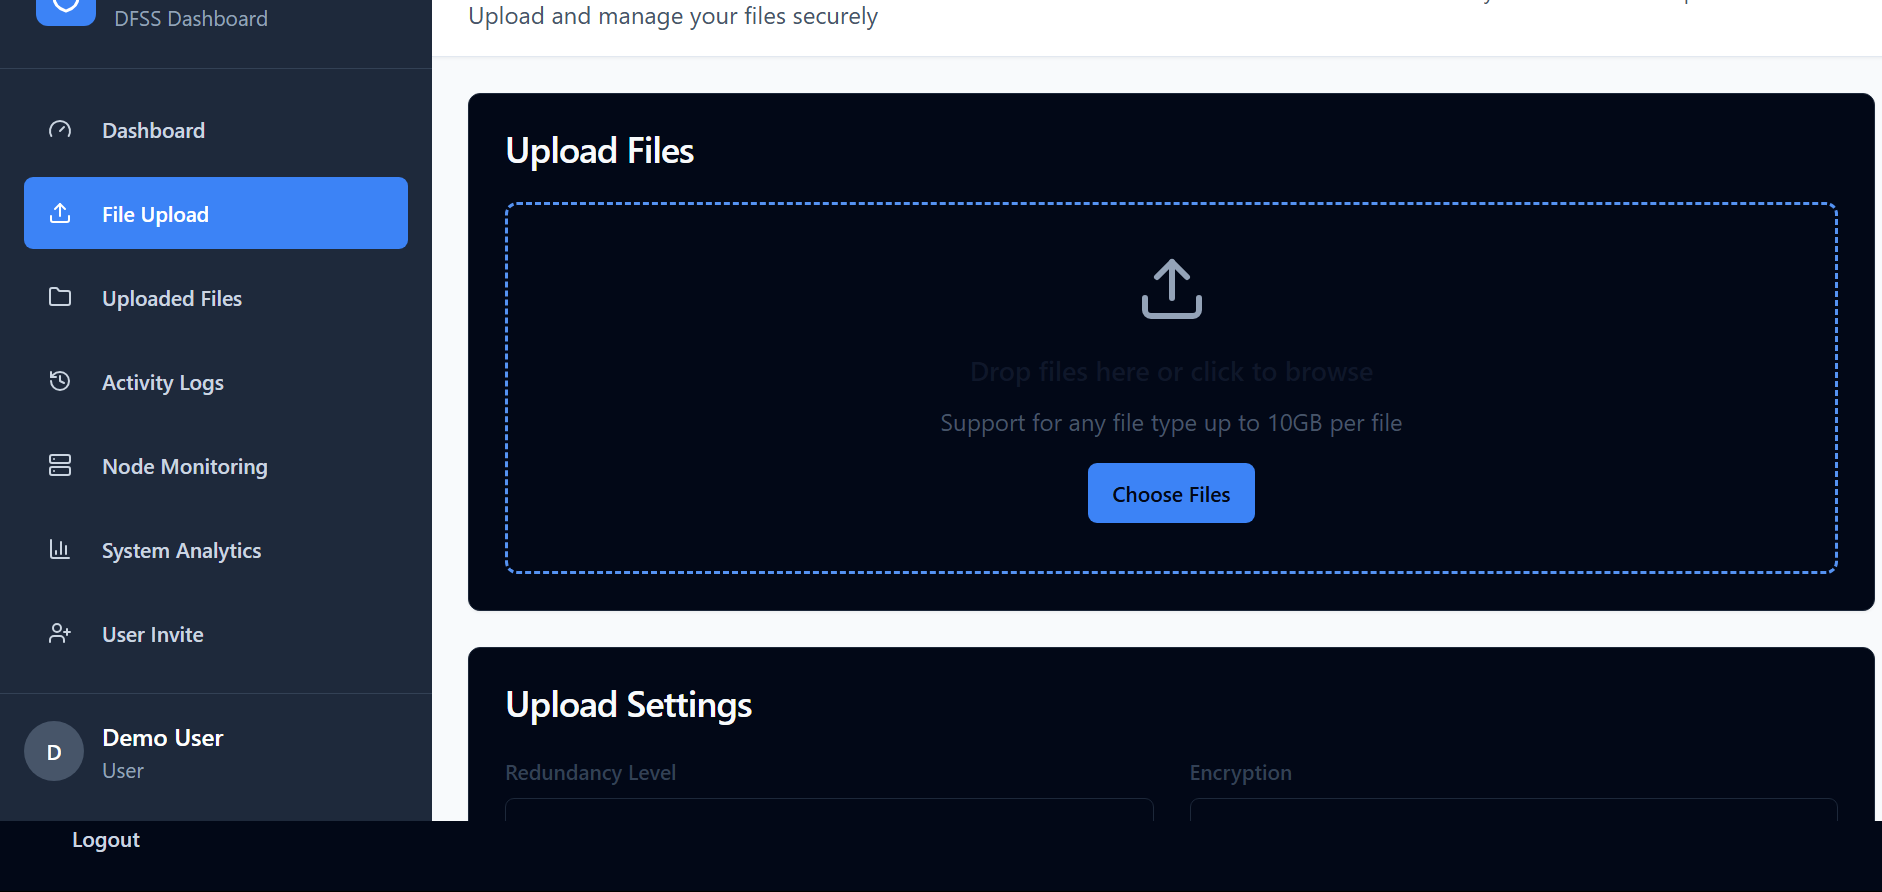 DFSS Dashboard
Dashboard
File Upload
Uploaded Files
Activity Logs
Node Monitoring
System Analytics
User Invite
D
Demo User
User
Logout
Upload and manage your files securely
Upload Files
Drop files here or click to browse
Support for any file type up to 10GB per file
Choose Files
Upload Settings
Redundancy Level
Encryption